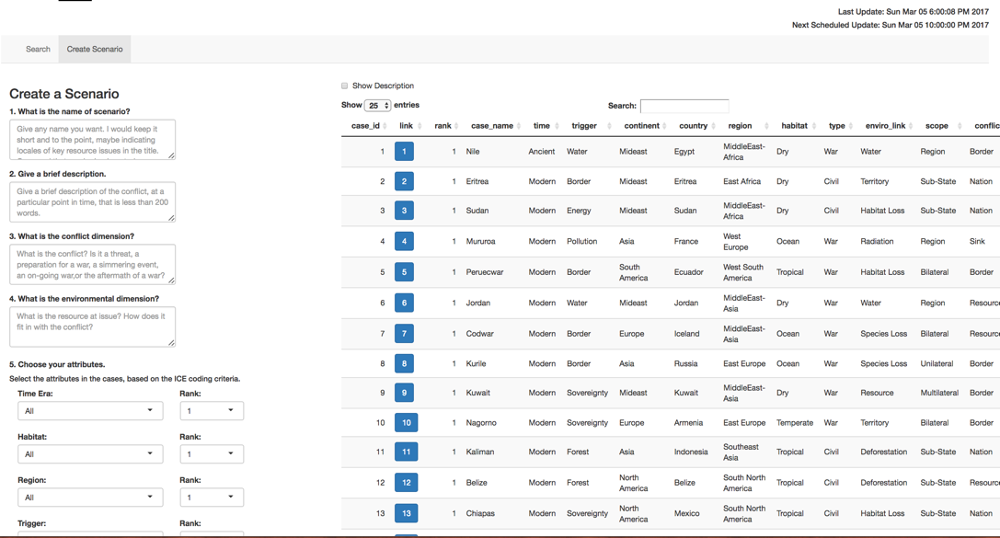 Last Update: Sun Mar 05 6:00:08 PM 2017
Next Scheduled Update: Sun Mar 05 10:00:00 PM 2017
Search
Create Scenario
Create a Scenario
1. What is the name of scenario?
Give any name you want. I would keep it
short and to the point, maybe indicating
locales of key resource issues in the title.
2. Give a brief description.
Give a brief description of the conflict, at a
particular point in time, that is less than 200
words.
3. What is the conflict dimension?
What is the conflict? Is it a threat, a
preparation for a war, a simmering event,
an on-going war,or the aftermath of a war?
4. What is the environmental dimension?
What is the resource at issue? How does it
fit in with the conflict?
5. Choose your attributes.
Select the attributes in the cases, based on the ICE coding criteria.
Time Era: Rank:
All 1
Habitat: Rank:
All 1
Region: Rank:
All 1
Trigger: Rank:
Show Description
Show 25 entries
Search:
case_id link rank case_name time trigger continent country region habitat type enviro_link scope conflic
1 1 1 Nile Ancient Water Mideast Egypt MiddleEast- Dry War Water Region Border
Africa
2 2 1 Eritrea Modern Border Mideast Eritrea East Africa Dry Civil Territory Sub-State Nation
3 3 1 Sudan Modern Energy Mideast Sudan MiddleEast- Dry Civil Habitat Loss Sub-State Nation
Africa
4 4 1 Mururoa Modern Pollution Asia France West Ocean War Radiation Region Sink
Europe
5 5 1 Peruecwar Modern Border South Ecuador West South Tropical War Habitat Loss Bilateral Border
America America
6 6 1 Jordan Modern Water Mideast Jordan MiddleEast- Dry War Water Region Resourc
Asia
7 7 1 Codwar Modern Border Europe Iceland MiddleEast- Ocean War Species Loss Bilateral Resourc
Asia
8 8 1 Kurile Modern Border Asia Russia East Europe Ocean War Species Loss Unilateral Border
9 9 1 Kuwait Modern Sovereignty Mideast Kuwait MiddleEast- Dry War Resource Multilateral Border
Asia
10 10 1 Nagorno Modern Sovereignty Europe Armenia East Europe Temperate War Territory Bilateral Border
11 11 1 Kaliman Modern Forest Asia Indonesia Southeast Tropical Civil Deforestation Sub-State Nation
Asia
12 12 1 Belize Modern Forest North Belize South North Tropical Civil Deforestation Sub-State Resourc
America America
13 13 1 Chiapas Modern Sovereignty North Mexico South North Tropical Civil Habitat Loss Sub-State Nation
America America